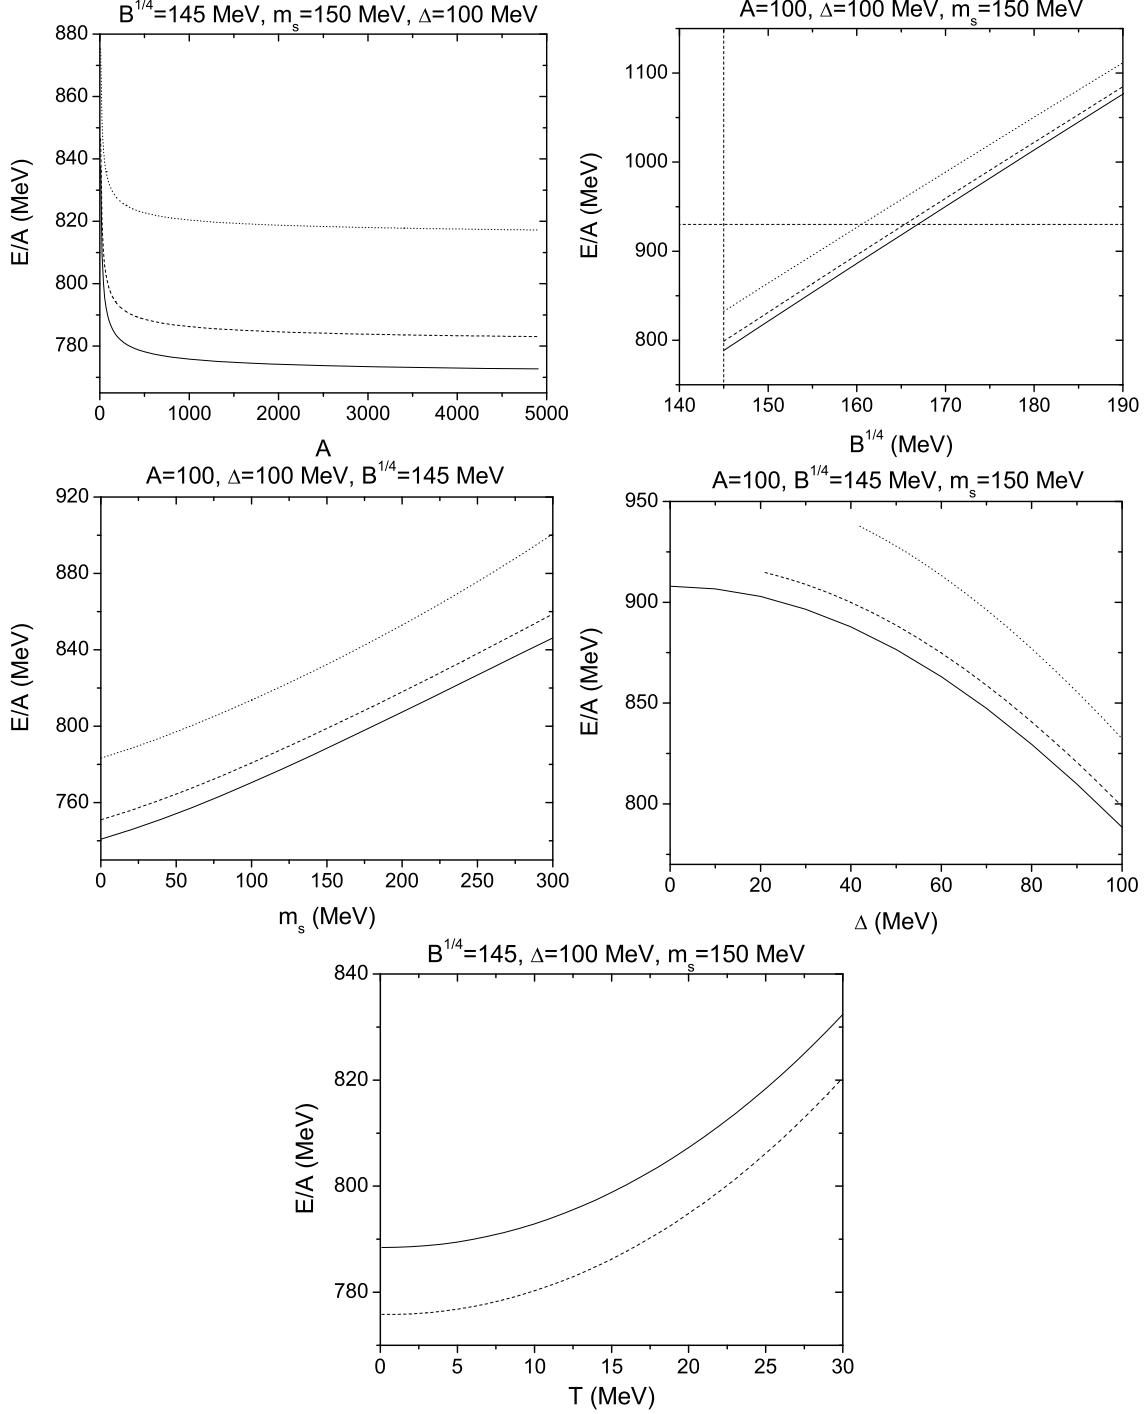 B^1/4=145 MeV, m_s=150 MeV, Δ=100 MeV
880
860
840
820
800
780
E/A (MeV)
0 1000 2000 3000 4000 5000
A
A=100, Δ=100 MeV, m_s=150 MeV
1100
1000
900
800
E/A (MeV)
140 150 160 170 180 190
B^1/4 (MeV)
A=100, Δ=100 MeV, B^1/4=145 MeV
920
880
840
800
760
E/A (MeV)
0 50 100 150 200 250 300
m_s (MeV)
A=100, B^1/4=145 MeV, m_s=150 MeV
950
900
850
800
E/A (MeV)
0 20 40 60 80 100
Δ (MeV)
B^1/4=145, Δ=100 MeV, m_s=150 MeV
840
820
800
780
E/A (MeV)
0 5 10 15 20 25 30
T (MeV)